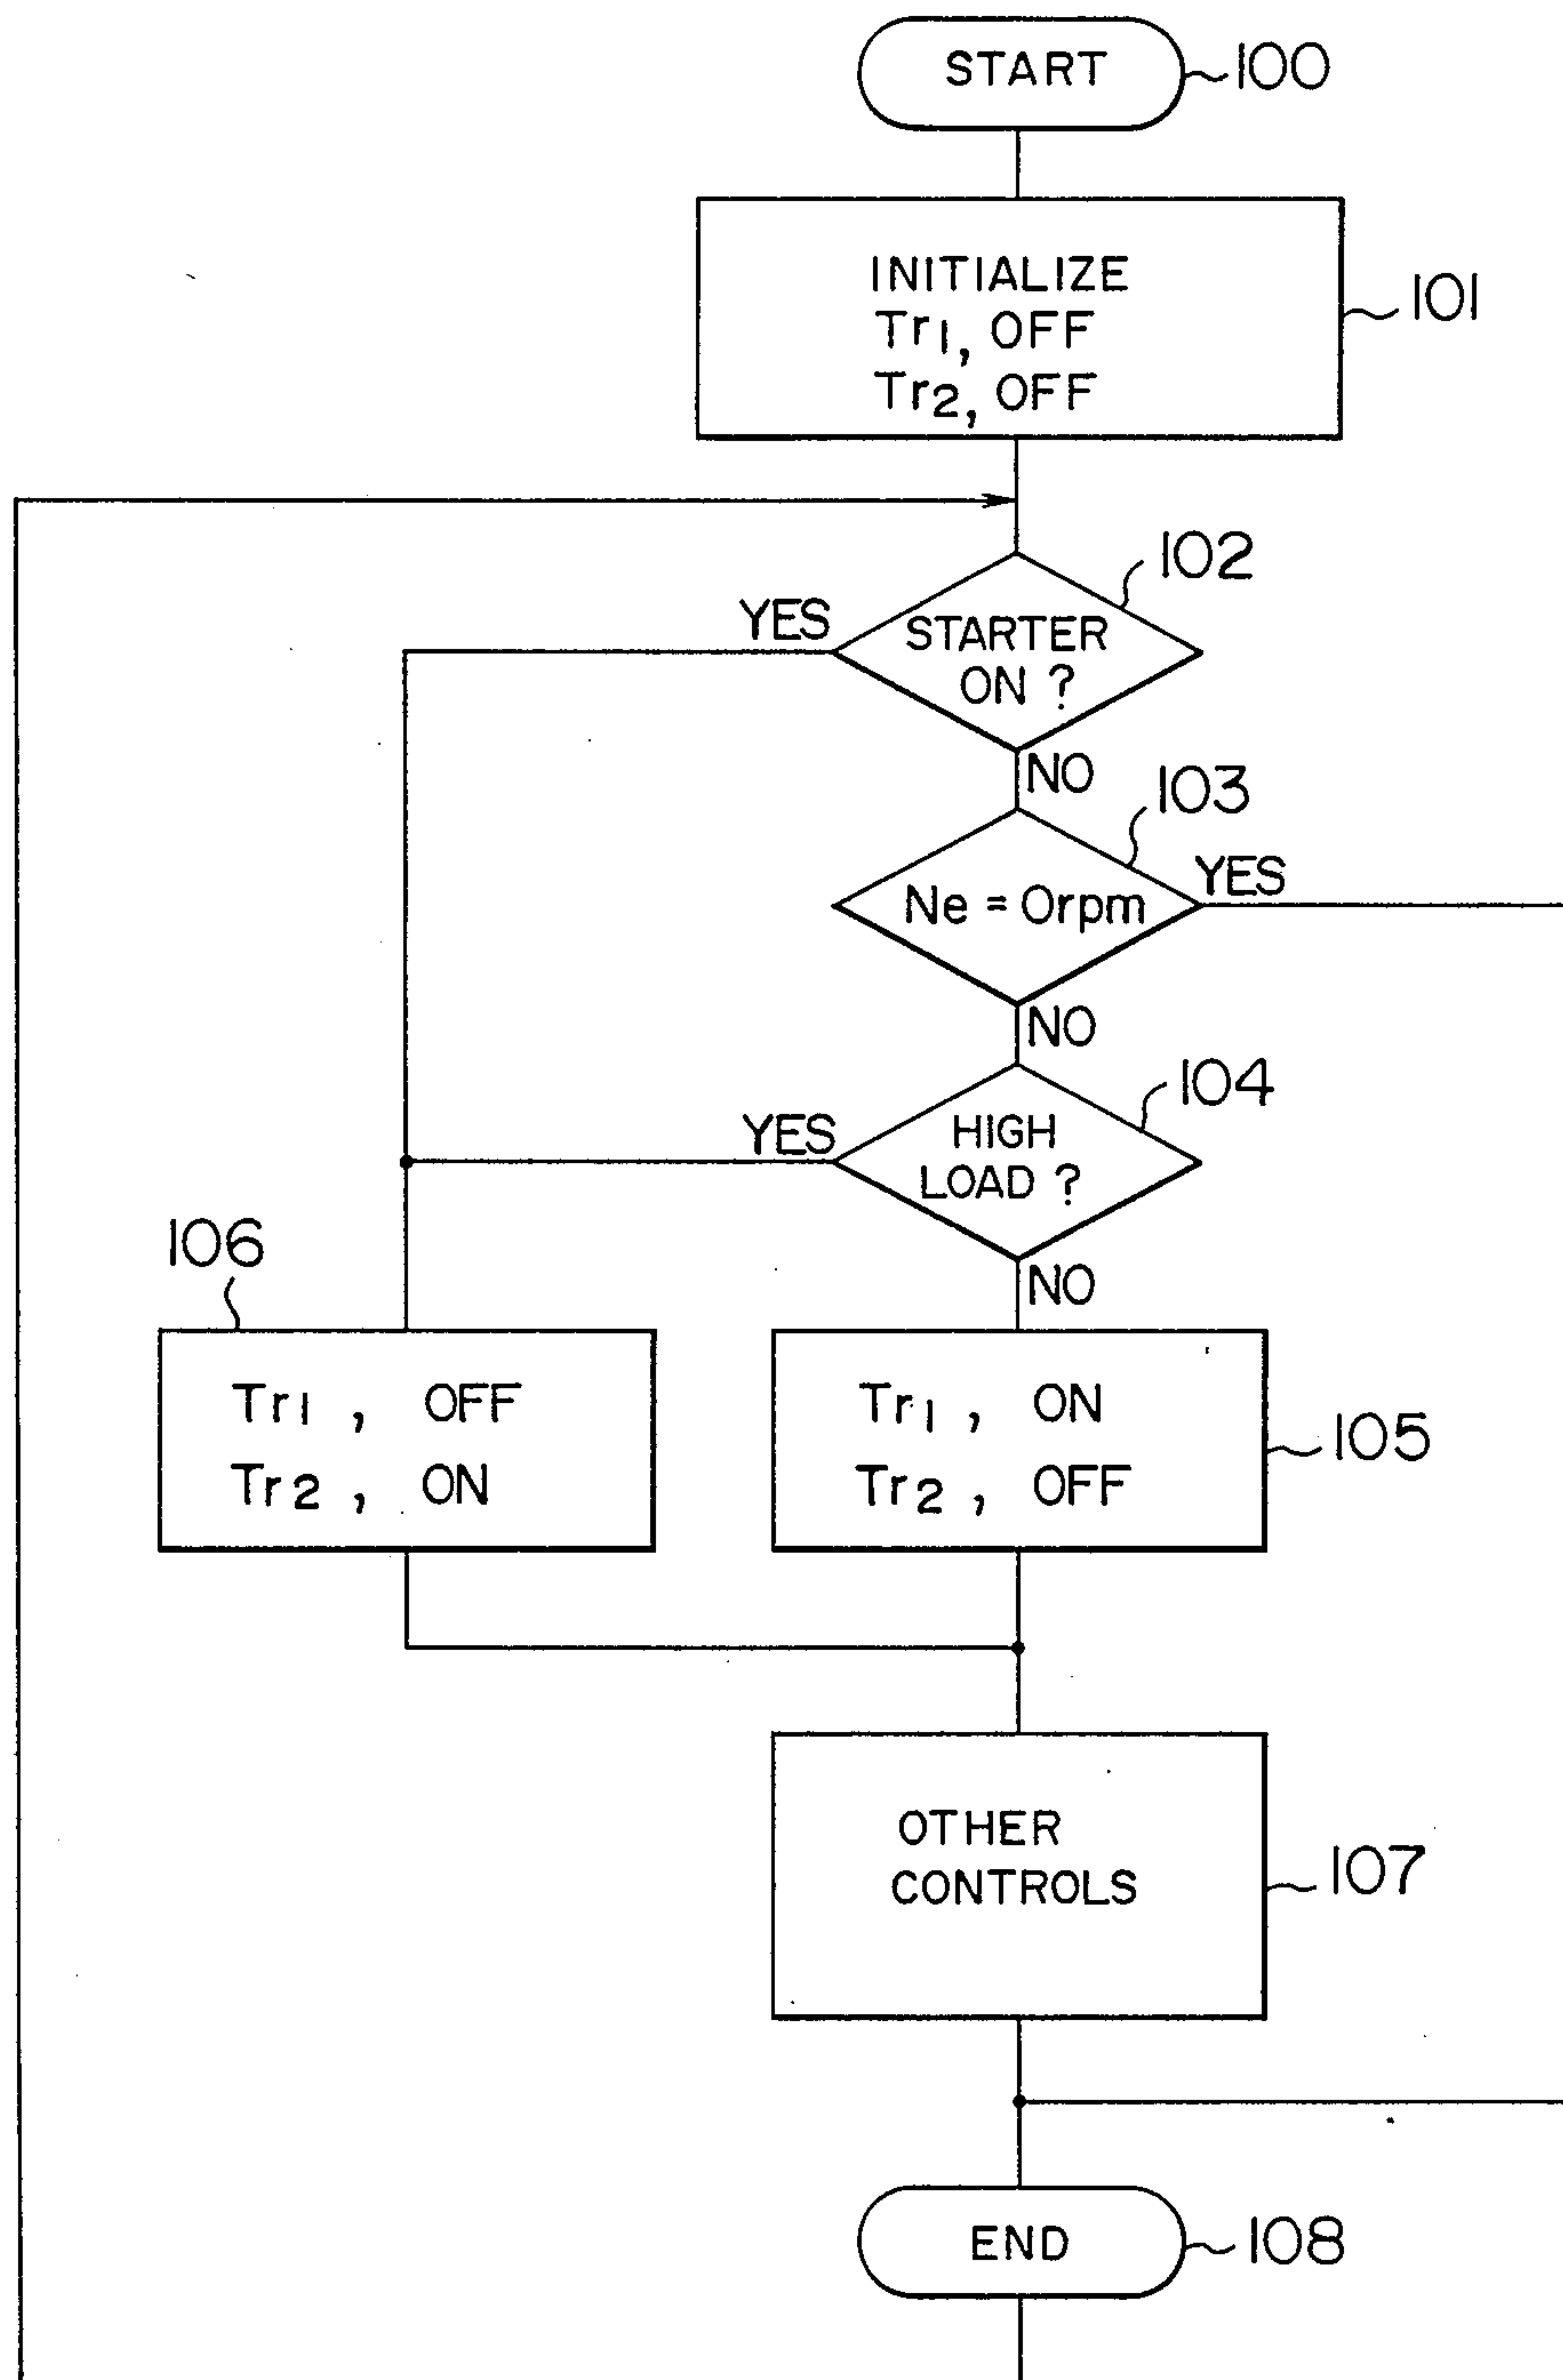 START
100
INITIALIZE
Tr1, OFF
Tr2, OFF
101
102
YES
STARTER
ON ?
NO
103
Ne = Orpm
YES
NO
104
YES
HIGH
LOAD ?
NO
106
Tr1 , OFF
Tr2 , ON
Tr1 , ON
Tr2 , OFF
105
OTHER
CONTROLS
107
END
108